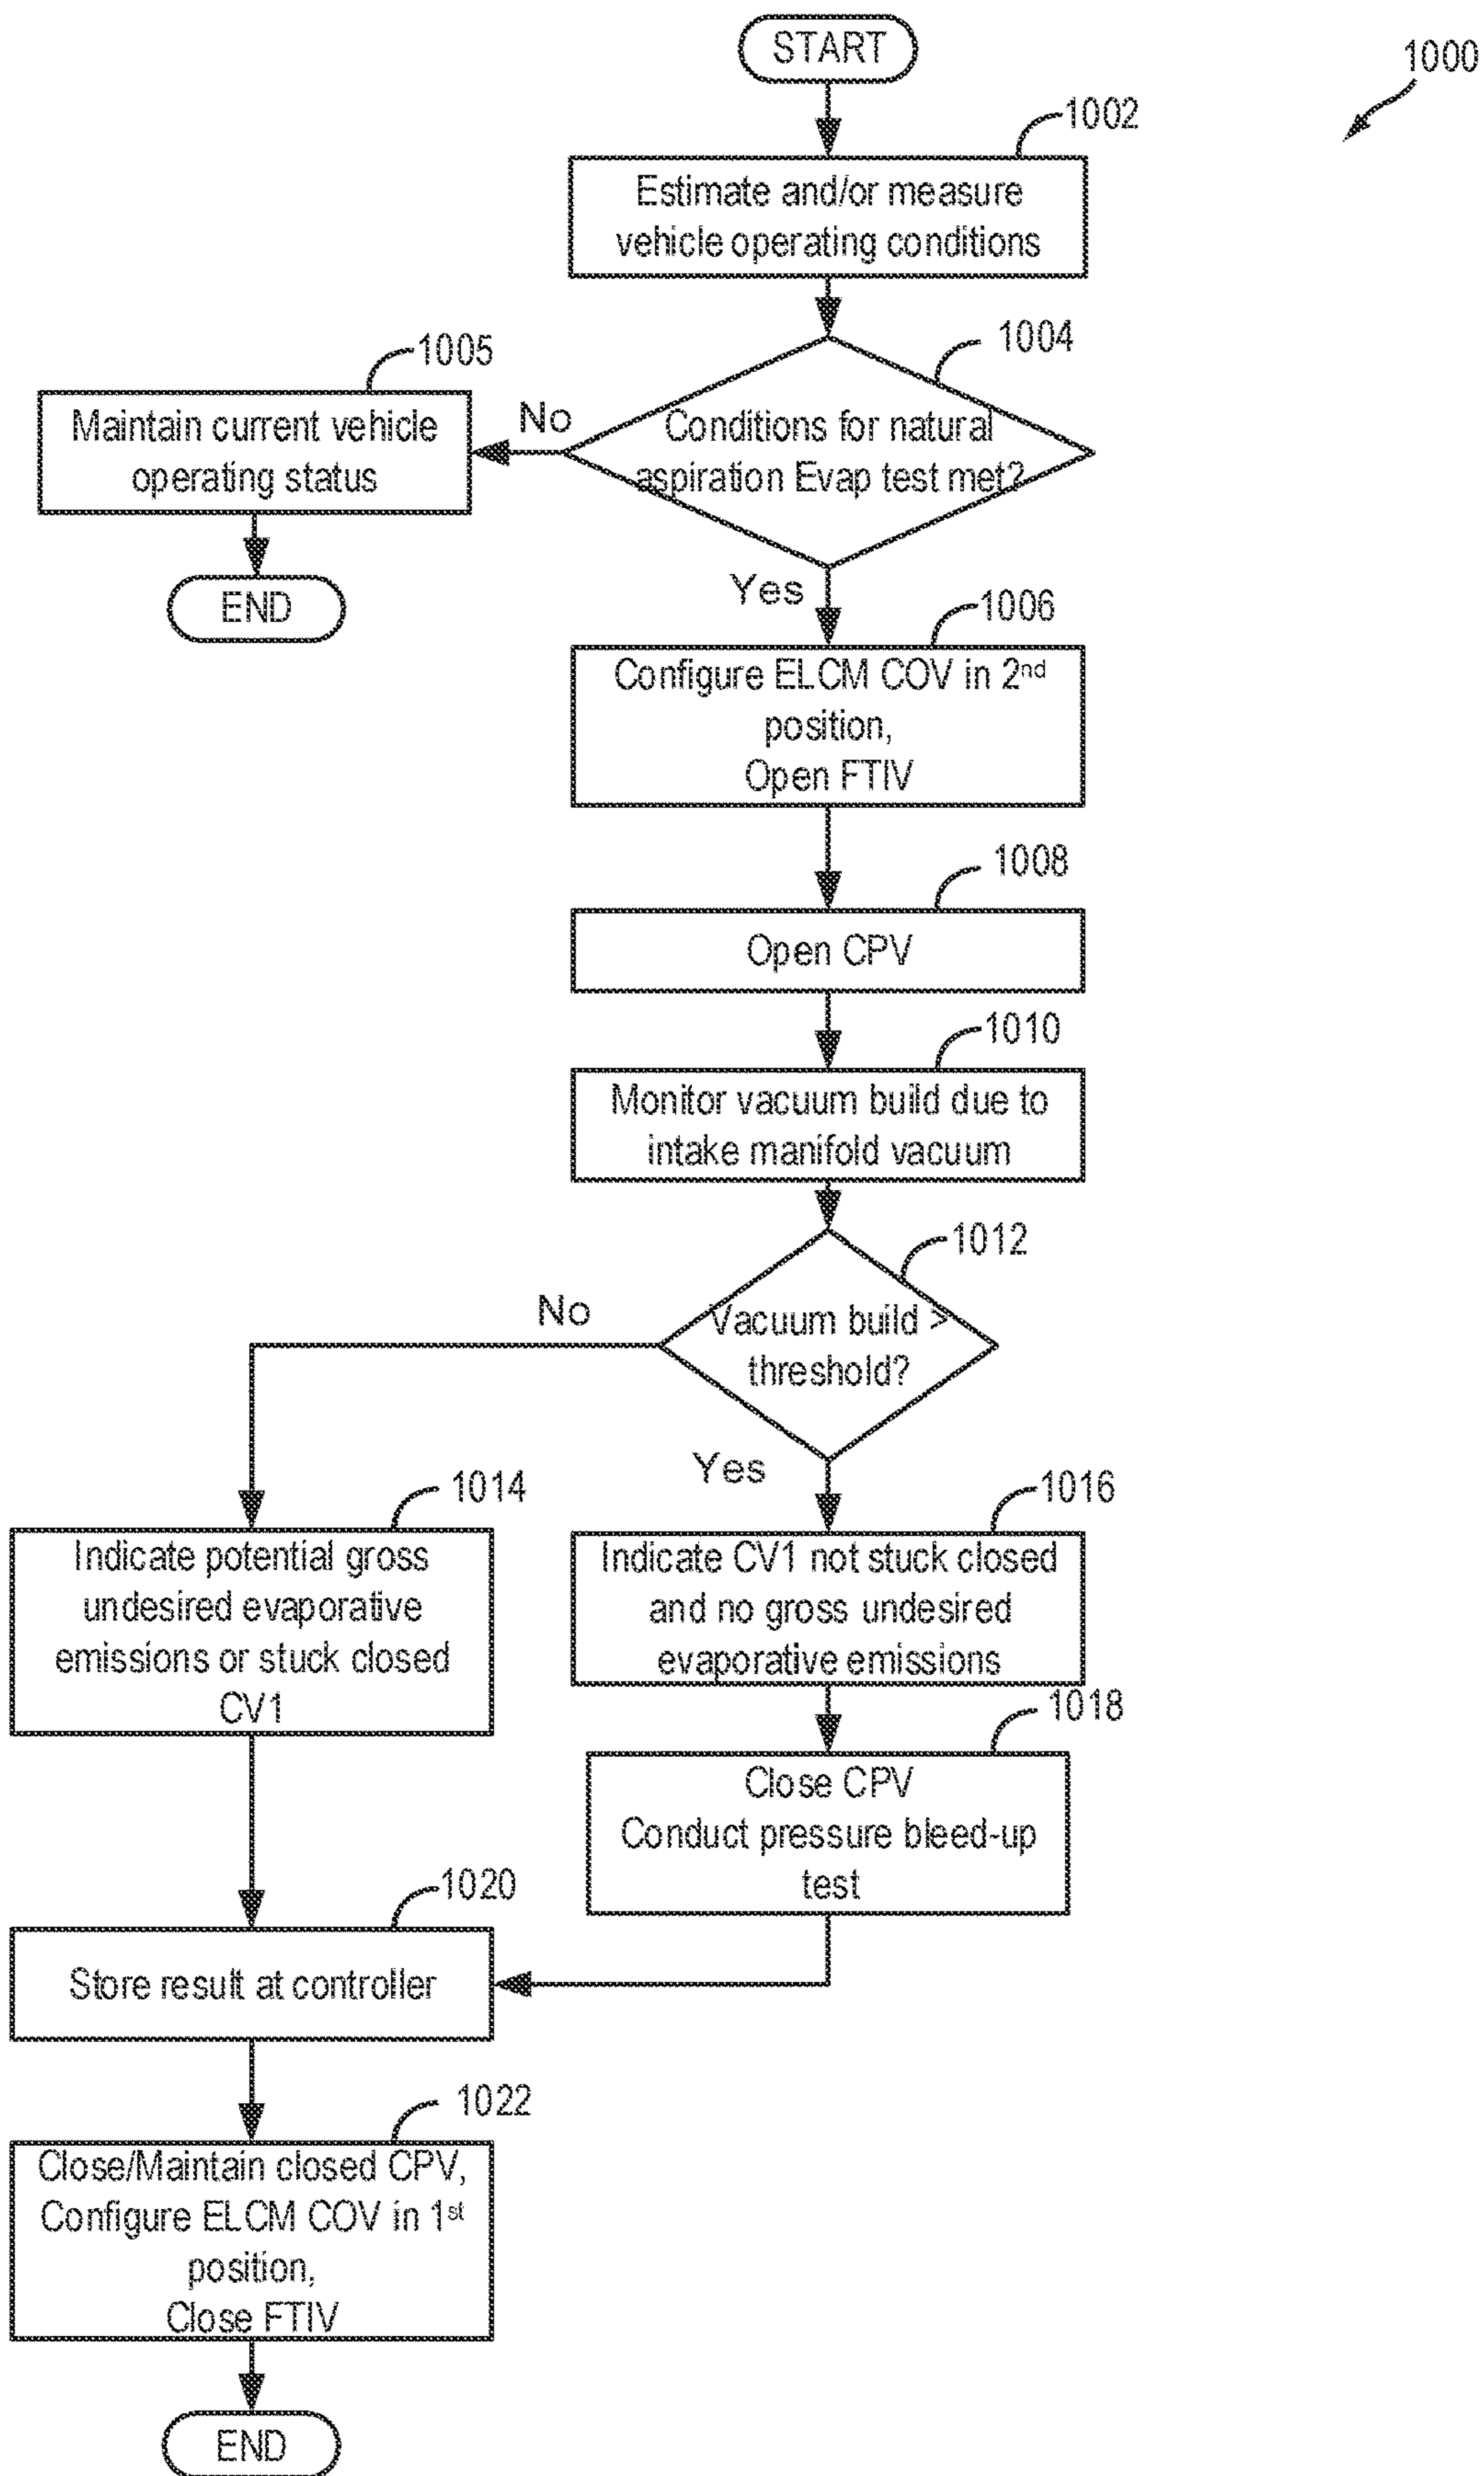 START
1000
1002
Estimate and/or measure
vehicle operating conditions
1004
1005
Conditions for natural
aspiration Evap test met?
No
Maintain current vehicle
operating status
END
Yes
1006
Configure ELCM COV in 2nd
position,
Open FTIV
1008
Open CPV
1010
Monitor vacuum build due to
intake manifold vacuum
1012
Vacuum build >
threshold?
No
Yes
1014
Indicate potential gross
undesired evaporative
emissions or stuck closed
CV1
1016
Indicate CV1 not stuck closed
and no gross undesired
evaporative emissions
1018
Close CPV
Conduct pressure bleed-up
test
1020
Store result at controller
1022
Close/Maintain closed CPV,
Configure ELCM COV in 1st
position,
Close FTIV
END